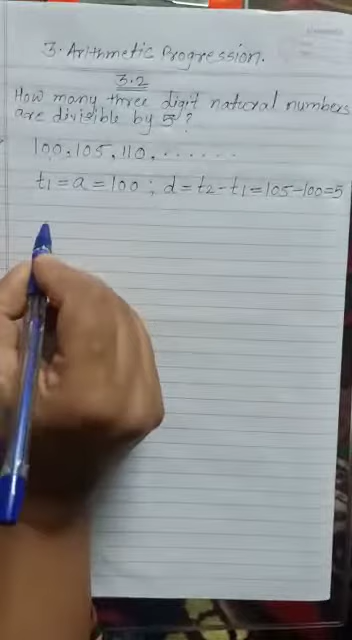 3. Arithmetic Progression.
3.2
How many three digit natural numbers
are divisible by 5?
100, 105, 110, .......
t1 = a = 100 ; d = t2 - t1 = 105 - 100 = 5